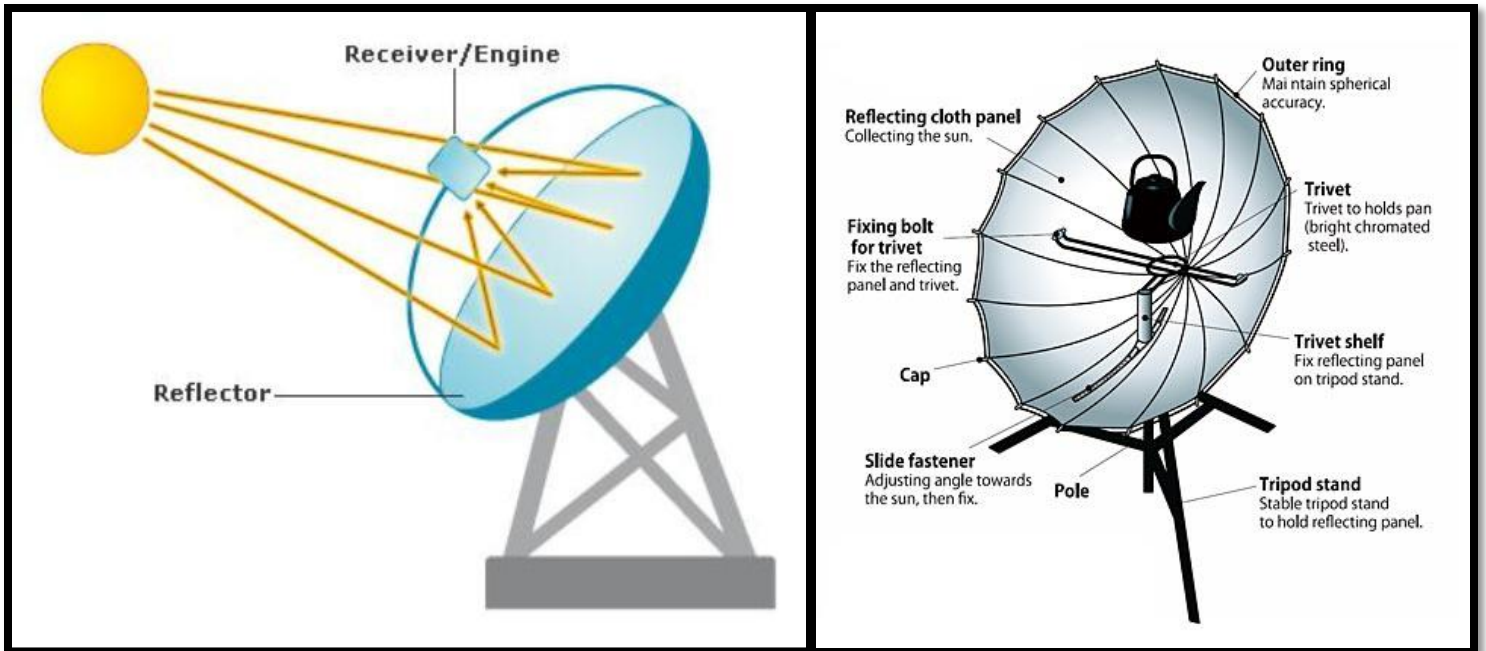 Receiver/Engine
Reflector
Outer ring
Mai ntain spherical
accuracy.
Reflecting cloth panel
Collecting the sun.
Trivet
Trivet to holds pan
(bright chromated
steel).
Fixing bolt
for trivet
Fix the reflecting
panel and trivet.
Trivet shelf
Fix reflecting panel
on tripod stand.
Cap
Slide fastener
Adjusting angle towards
the sun, then fix.
Pole
Tripod stand
Stable tripod stand
to hold reflecting panel.